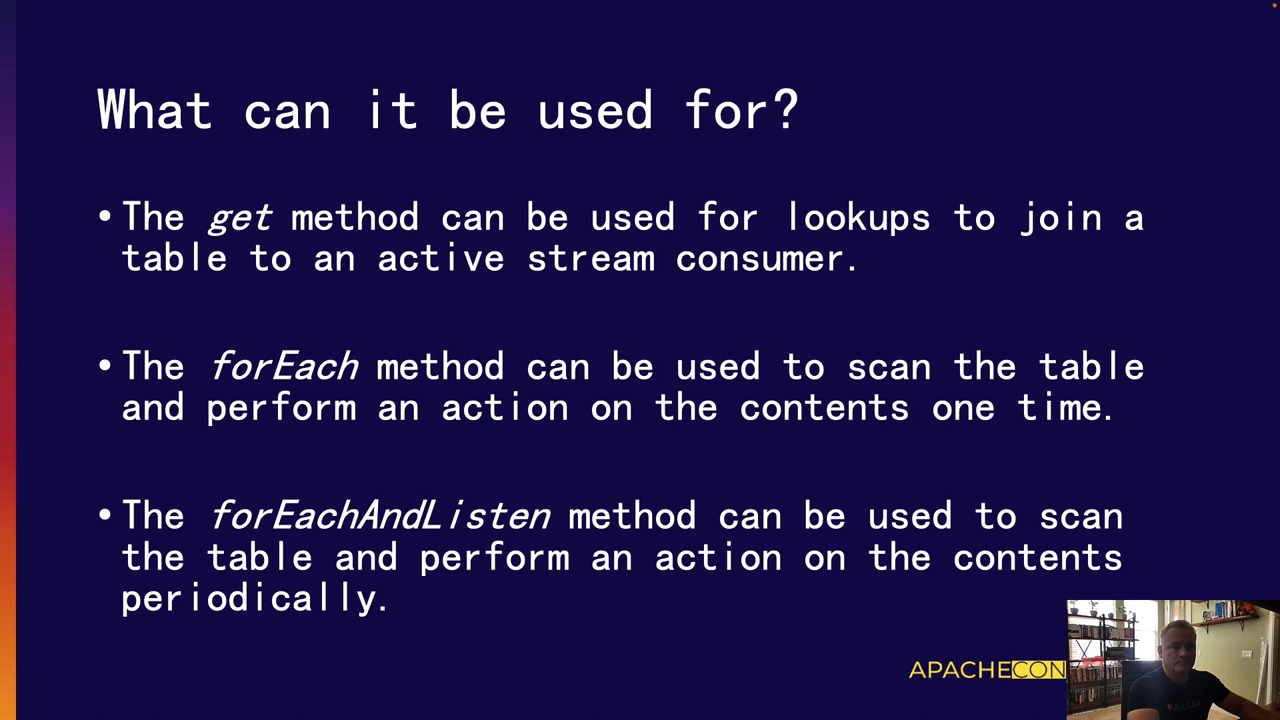 What can it be used for?
• The get method can be used for lookups to join a
table to an active stream consumer.
• The forEach method can be used to scan the table
and perform an action on the contents one time.
• The forEachAndListen method can be used to scan
the table and perform an action on the contents
periodically.
APACHECON